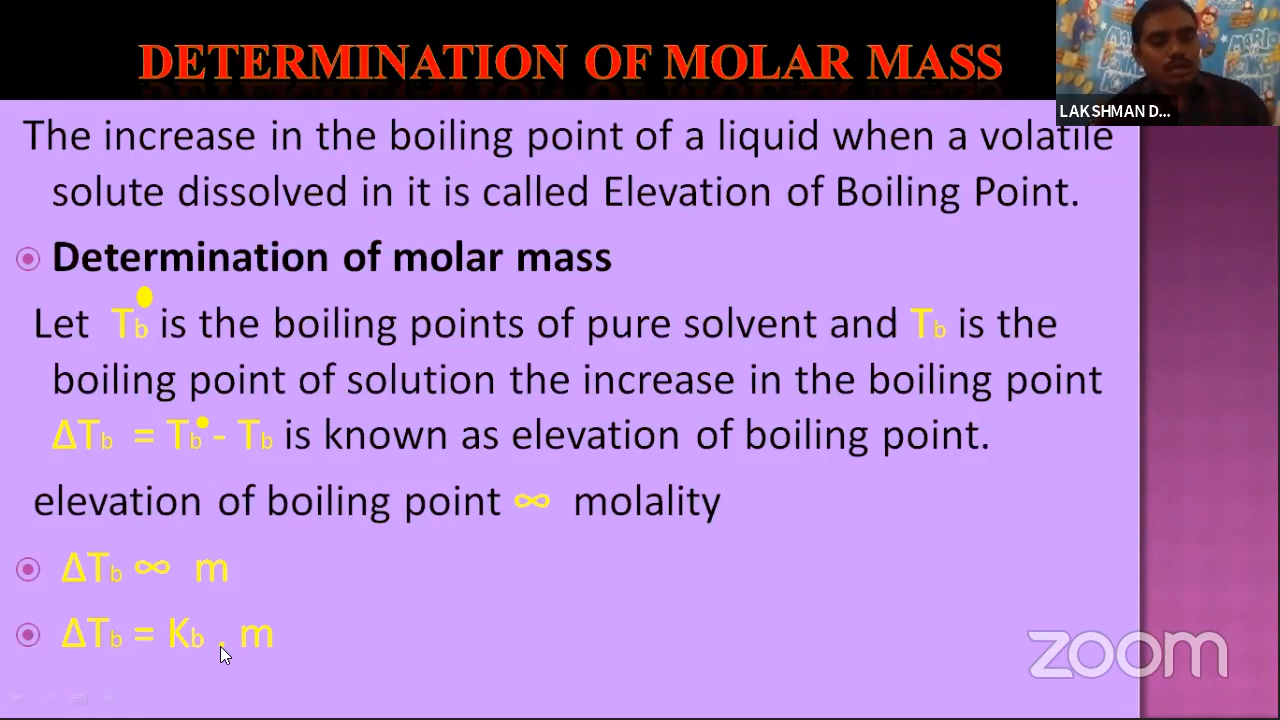 DETERMINATION OF MOLAR MASS
LAKSHMAN D...
The increase in the boiling point of a liquid when a volatile
solute dissolved in it is called Elevation of Boiling Point.
Determination of molar mass
Let Tb• is the boiling points of pure solvent and Tb is the
boiling point of solution the increase in the boiling point
ΔTb = Tb•- Tb is known as elevation of boiling point.
elevation of boiling point ∞ molality
ΔTb ∞ m
ΔTb = Kb . m
zoom